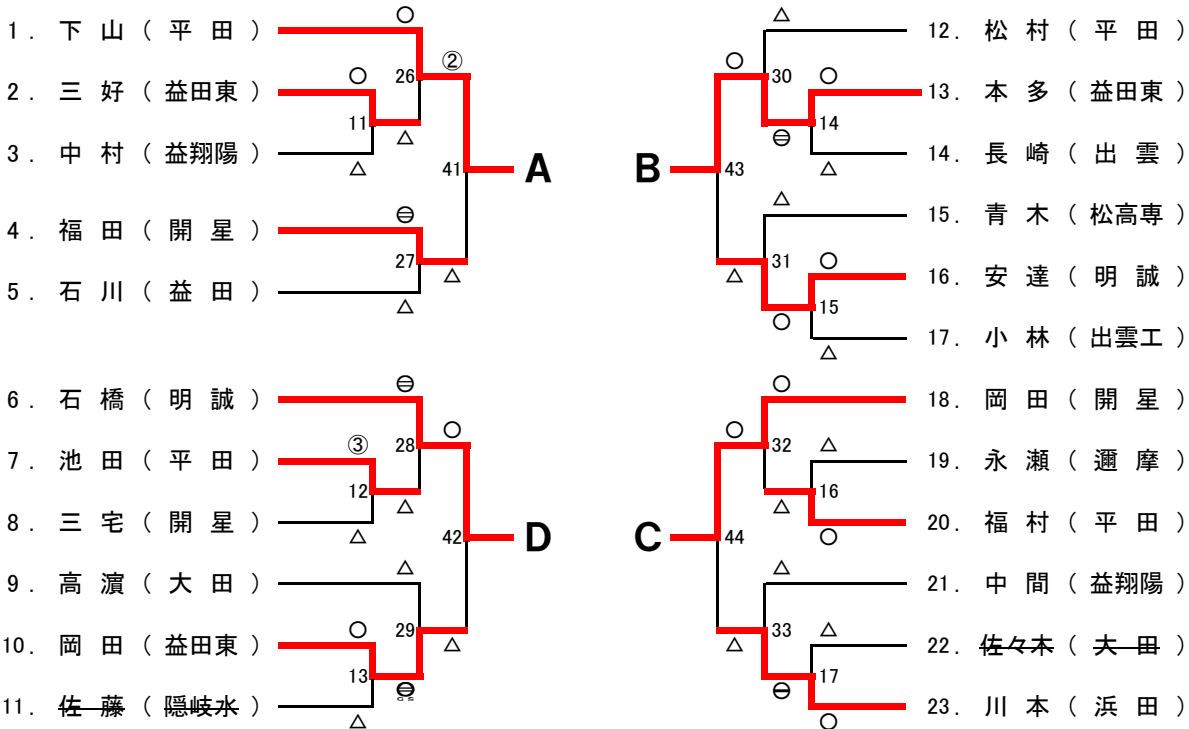 1. 下山（平田）
2. 三好（益田東）
3. 中村（益翔陽）
4. 福田（開星）
5. 石川（益田）
6. 石橋（明誠）
7. 池田（平田）
8. 三宅（開星）
9. 高濵（大田）
10. 岡田（益田東）
11. 佐藤（隠岐水）
○
○
△
11
26
△
②
41
A
⊖
27
△
△
⊖
③
△
12
28
△
○
42
D
△
○
△
13
29
△
12. 松村（平田）
13. 本多（益田東）
14. 長崎（出雲）
15. 青木（松高専）
16. 安達（明誠）
17. 小林（出雲工）
18. 岡田（開星）
19. 永瀬（邇摩）
20. 福村（平田）
21. 中間（益翔陽）
22. 佐々木（大田）
23. 川本（浜田）
△
○
30
○
⊖
14
△
B
43
△
31
△
○
15
○
△
○
○
32
△
16
△
○
C
44
△
33
△
△
17
⊖
○